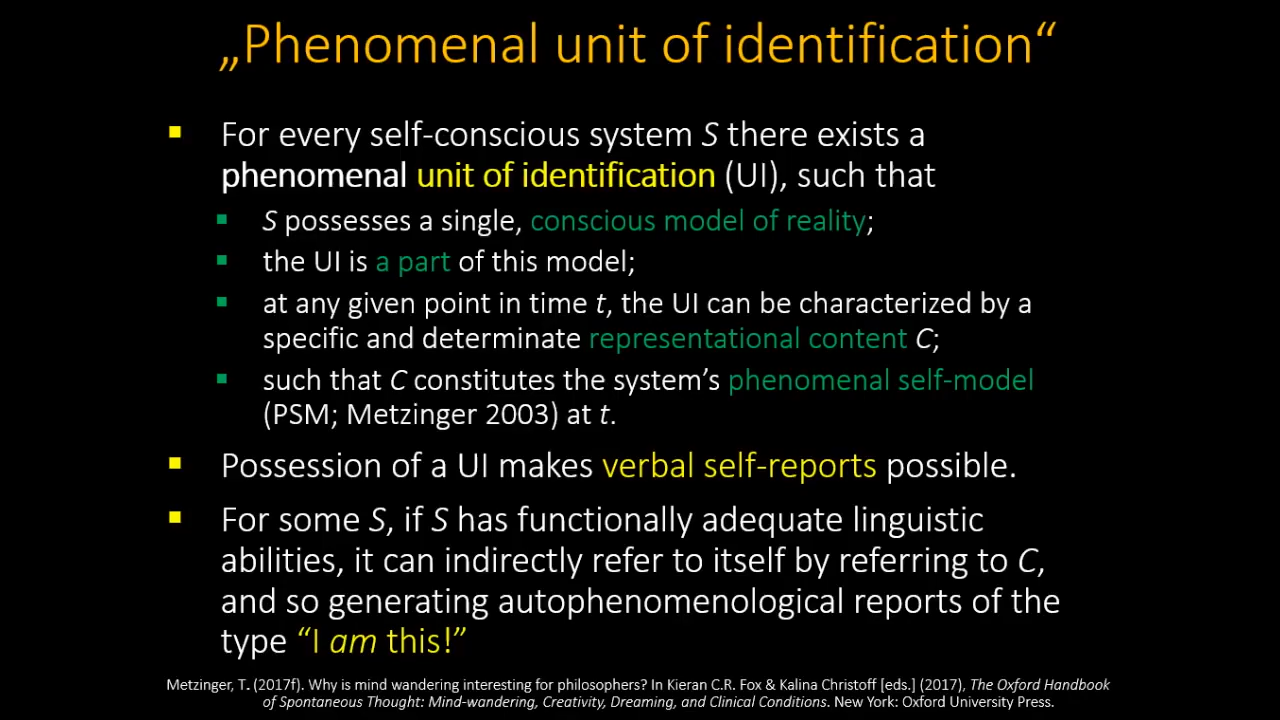 „Phenomenal unit of identification“
For every self-conscious system S there exists a
phenomenal unit of identification (UI), such that
S possesses a single, conscious model of reality;
the UI is a part of this model;
at any given point in time t, the UI can be characterized by a
specific and determinate representational content C;
such that C constitutes the system’s phenomenal self-model
(PSM; Metzinger 2003) at t.
Possession of a UI makes verbal self-reports possible.
For some S, if S has functionally adequate linguistic
abilities, it can indirectly refer to itself by referring to C,
and so generating autophenomenological reports of the
type “I am this!”
Metzinger, T. (2017f). Why is mind wandering interesting for philosophers? In Kieran C.R. Fox & Kalina Christoff [eds.] (2017), The Oxford Handbook
of Spontaneous Thought: Mind-wandering, Creativity, Dreaming, and Clinical Conditions. New York: Oxford University Press.